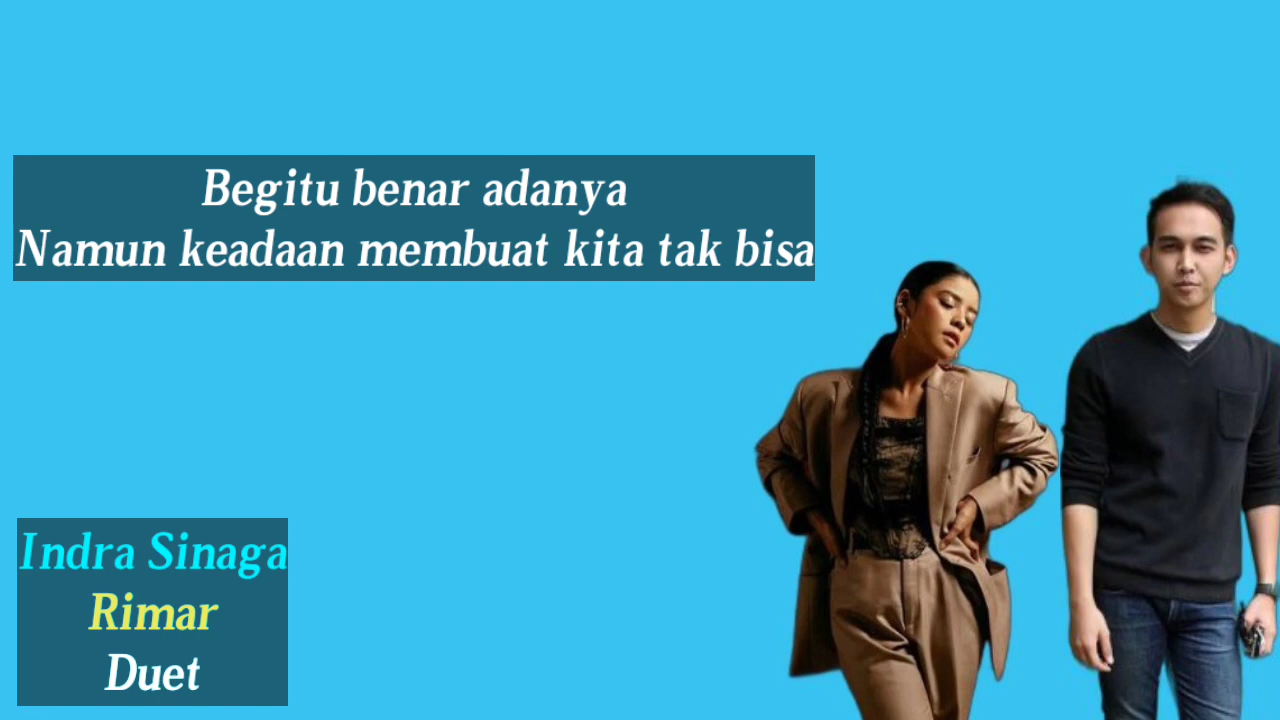 Begitu benar adanya
Namun keadaan membuat kita tak bisa
Indra Sinaga
Rimar
Duet